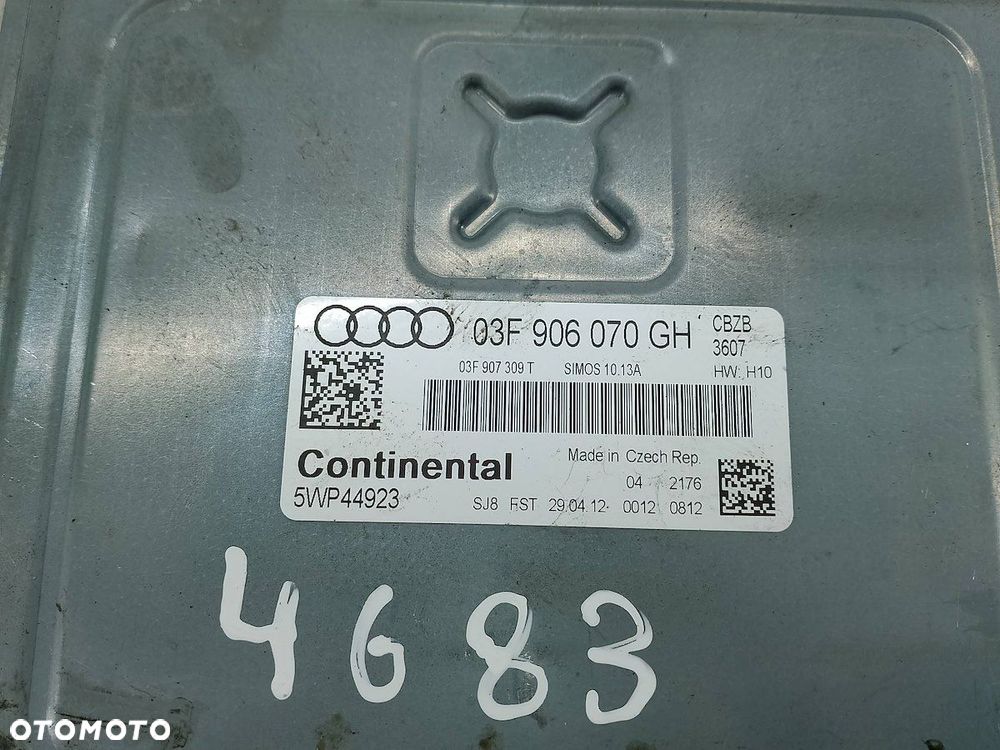 03F 906 070 GH CBZB
3607
03F 907 309 T SIMOS 10.13A HW: H10
Continental Made in Czech Rep.
04 2176
5WP44923 SJ8 FST 29.04.12 0012 0812
4683
OTOMOTO